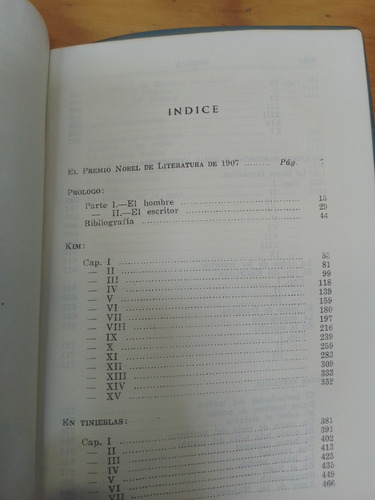 INDICE
EL PREMIO NOBEL DE LITERATURA DE 1907 ........ Pág. 7
PROLOGO:
Parte I.—El hombre ........ 13
— II.—El escritor ........ 29
Bibliografía ........ 44
KIM:
Cap. I ........ 55
— II ........ 81
— III ........ 99
— IV ........ 118
— V ........ 139
— VI ........ 159
— VII ........ 180
— VIII ........ 197
— IX ........ 216
— X ........ 239
— XI ........ 259
— XII ........ 283
— XIII ........ 309
— XIV ........ 333
— XV ........ 352
EN TINIEBLAS:
Cap. I ........ 381
— II ........ 391
— III ........ 402
— IV ........ 413
— V ........ 425
— VI ........ 435
— VII ........ 449
466